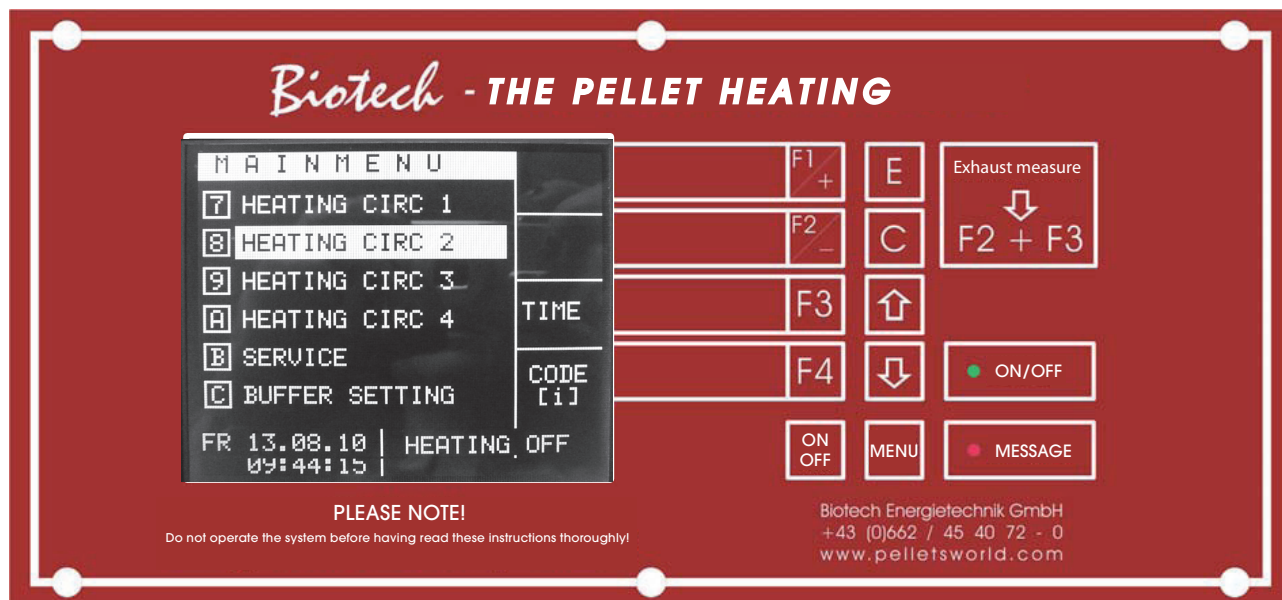 Biotech - THE PELLET HEATING
MAINMENU
7 HEATING CIRC 1
8 HEATING CIRC 2
9 HEATING CIRC 3
A HEATING CIRC 4
B SERVICE
C BUFFER SETTING
TIME
CODE
[i]
FR 13.08.10 | HEATING OFF
09:44:15 |
F1 +
E
F2 -
C
F3
F4
ON
OFF
MENU
Exhaust measure
F2 + F3
ON/OFF
MESSAGE
PLEASE NOTE!
Do not operate the system before having read these instructions thoroughly!
Biotech Energietechnik GmbH
+43 (0)662 / 45 40 72 - 0
www.pelletsworld.com